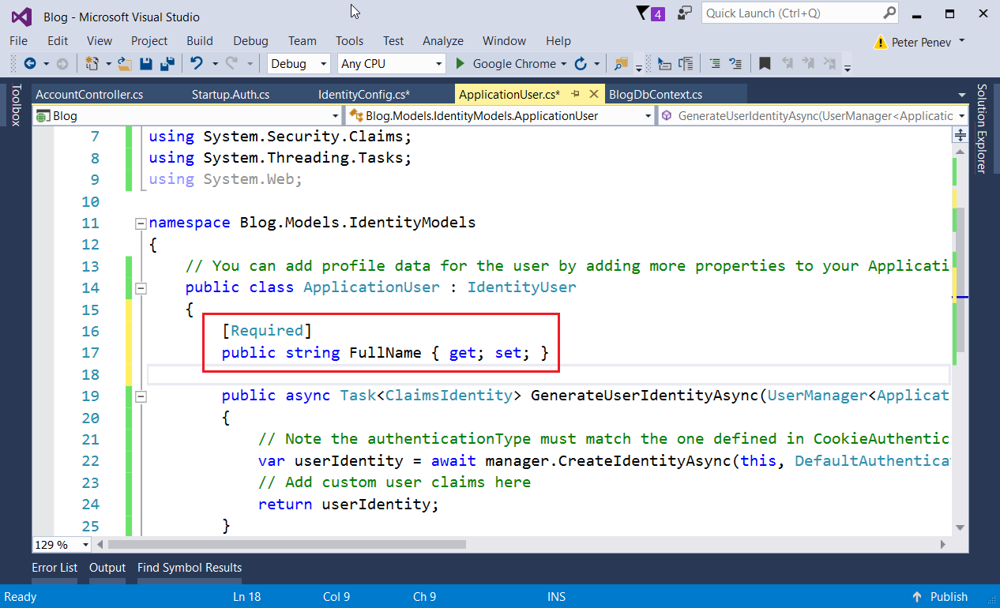 Blog - Microsoft Visual Studio
4
Quick Launch (Ctrl+Q)
File Edit View Project Build Debug Team Tools Test Analyze Window Help
Peter Penev
Debug Any CPU Google Chrome
Toolbox
AccountController.cs Startup.Auth.cs IdentityConfig.cs* ApplicationUser.cs* BlogDbContext.cs
Solution Explorer
Blog Blog.Models.IdentityModels.ApplicationUser GenerateUserIdentityAsync(UserManager<Applicatic
7 using System.Security.Claims;
8 using System.Threading.Tasks;
9 using System.Web;
10
11 namespace Blog.Models.IdentityModels
12 {
13 // You can add profile data for the user by adding more properties to your Applicati
14 public class ApplicationUser : IdentityUser
15 {
16 [Required]
17 public string FullName { get; set; }
18
19 public async Task<ClaimsIdentity> GenerateUserIdentityAsync(UserManager<Applicat
20 {
21 // Note the authenticationType must match the one defined in CookieAuthentic
22 var userIdentity = await manager.CreateIdentityAsync(this, DefaultAuthentica
23 // Add custom user claims here
24 return userIdentity;
25 }
129 %
Error List Output Find Symbol Results
Ready Ln 18 Col 9 Ch 9 INS Publish